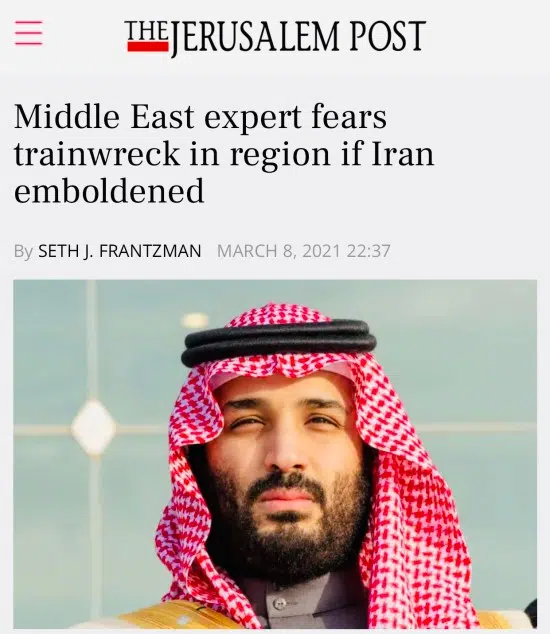 THE JERUSALEM POST
Middle East expert fears
trainwreck in region if Iran
emboldened
By SETH J. FRANTZMAN MARCH 8, 2021 22:37